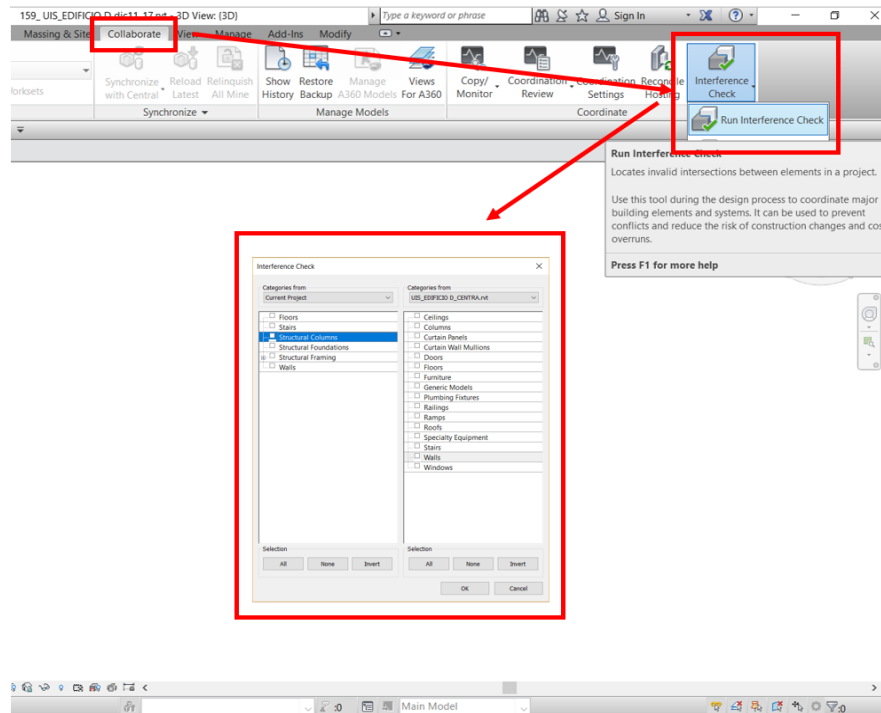 159_ UIS_EDIFICIO D dic11-17.rvt - 3D View: {3D}
Type a keyword or phrase
Sign In
Massing & Site Collaborate View Manage Add-Ins Modify
Worksets
Synchronize with Central
Reload Latest
Relinquish All Mine
Show History
Restore Backup
Manage A360 Models
Views For A360
Copy/ Monitor
Coordination Review
Coordination Settings
Reconcile Hosting
Interference Check
Synchronize
Manage Models
Coordinate
Run Interference Check
Run Interference Check
Locates invalid intersections between elements in a project.
Use this tool during the design process to coordinate major
building elements and systems. It can be used to prevent
conflicts and reduce the risk of construction changes and cos
overruns.
Press F1 for more help
Interference Check
Categories from
Current Project
Floors
Stairs
Structural Columns
Structural Foundations
Structural Framing
Walls
Selection
All None Invert
Categories from
UIS_EDIFICIO D_CENTRA.rvt
Ceilings
Columns
Curtain Panels
Curtain Wall Mullions
Doors
Floors
Furniture
Generic Models
Plumbing Fixtures
Railings
Ramps
Roofs
Specialty Equipment
Stairs
Walls
Windows
Selection
All None Invert
OK Cancel
:0
Main Model
:0